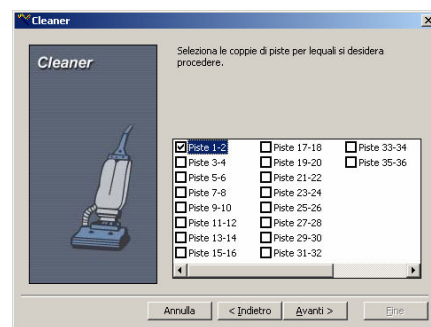 Cleaner
Cleaner
Seleziona le coppie di piste per lequali si desidera
procedere.
Piste 1-2 Piste 17-18 Piste 33-34
Piste 3-4 Piste 19-20 Piste 35-36
Piste 5-6 Piste 21-22
Piste 7-8 Piste 23-24
Piste 9-10 Piste 25-26
Piste 11-12 Piste 27-28
Piste 13-14 Piste 29-30
Piste 15-16 Piste 31-32
Annulla < Indietro Avanti > Fine